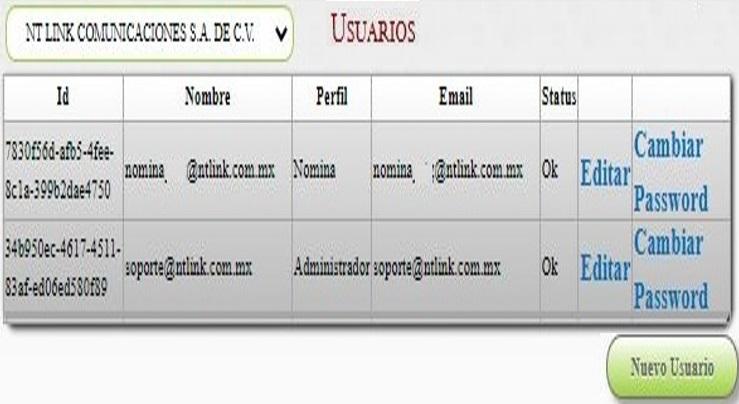 NT LINK COMUNICACIONES S.A. DE C.V.
USUARIOS
Id Nombre Perfil Email Status
7830f56d-afb5-4fee-8c1a-399b2dae4750 nomina @ntlink.com.mx Nomina nomina @ntlink.com.mx Ok Editar Cambiar Password
34b950ec-4617-4511-83af-ed06ed580f89 soporte@ntlink.com.mx Administrador soporte@ntlink.com.mx Ok Editar Cambiar Password
Nuevo Usuario